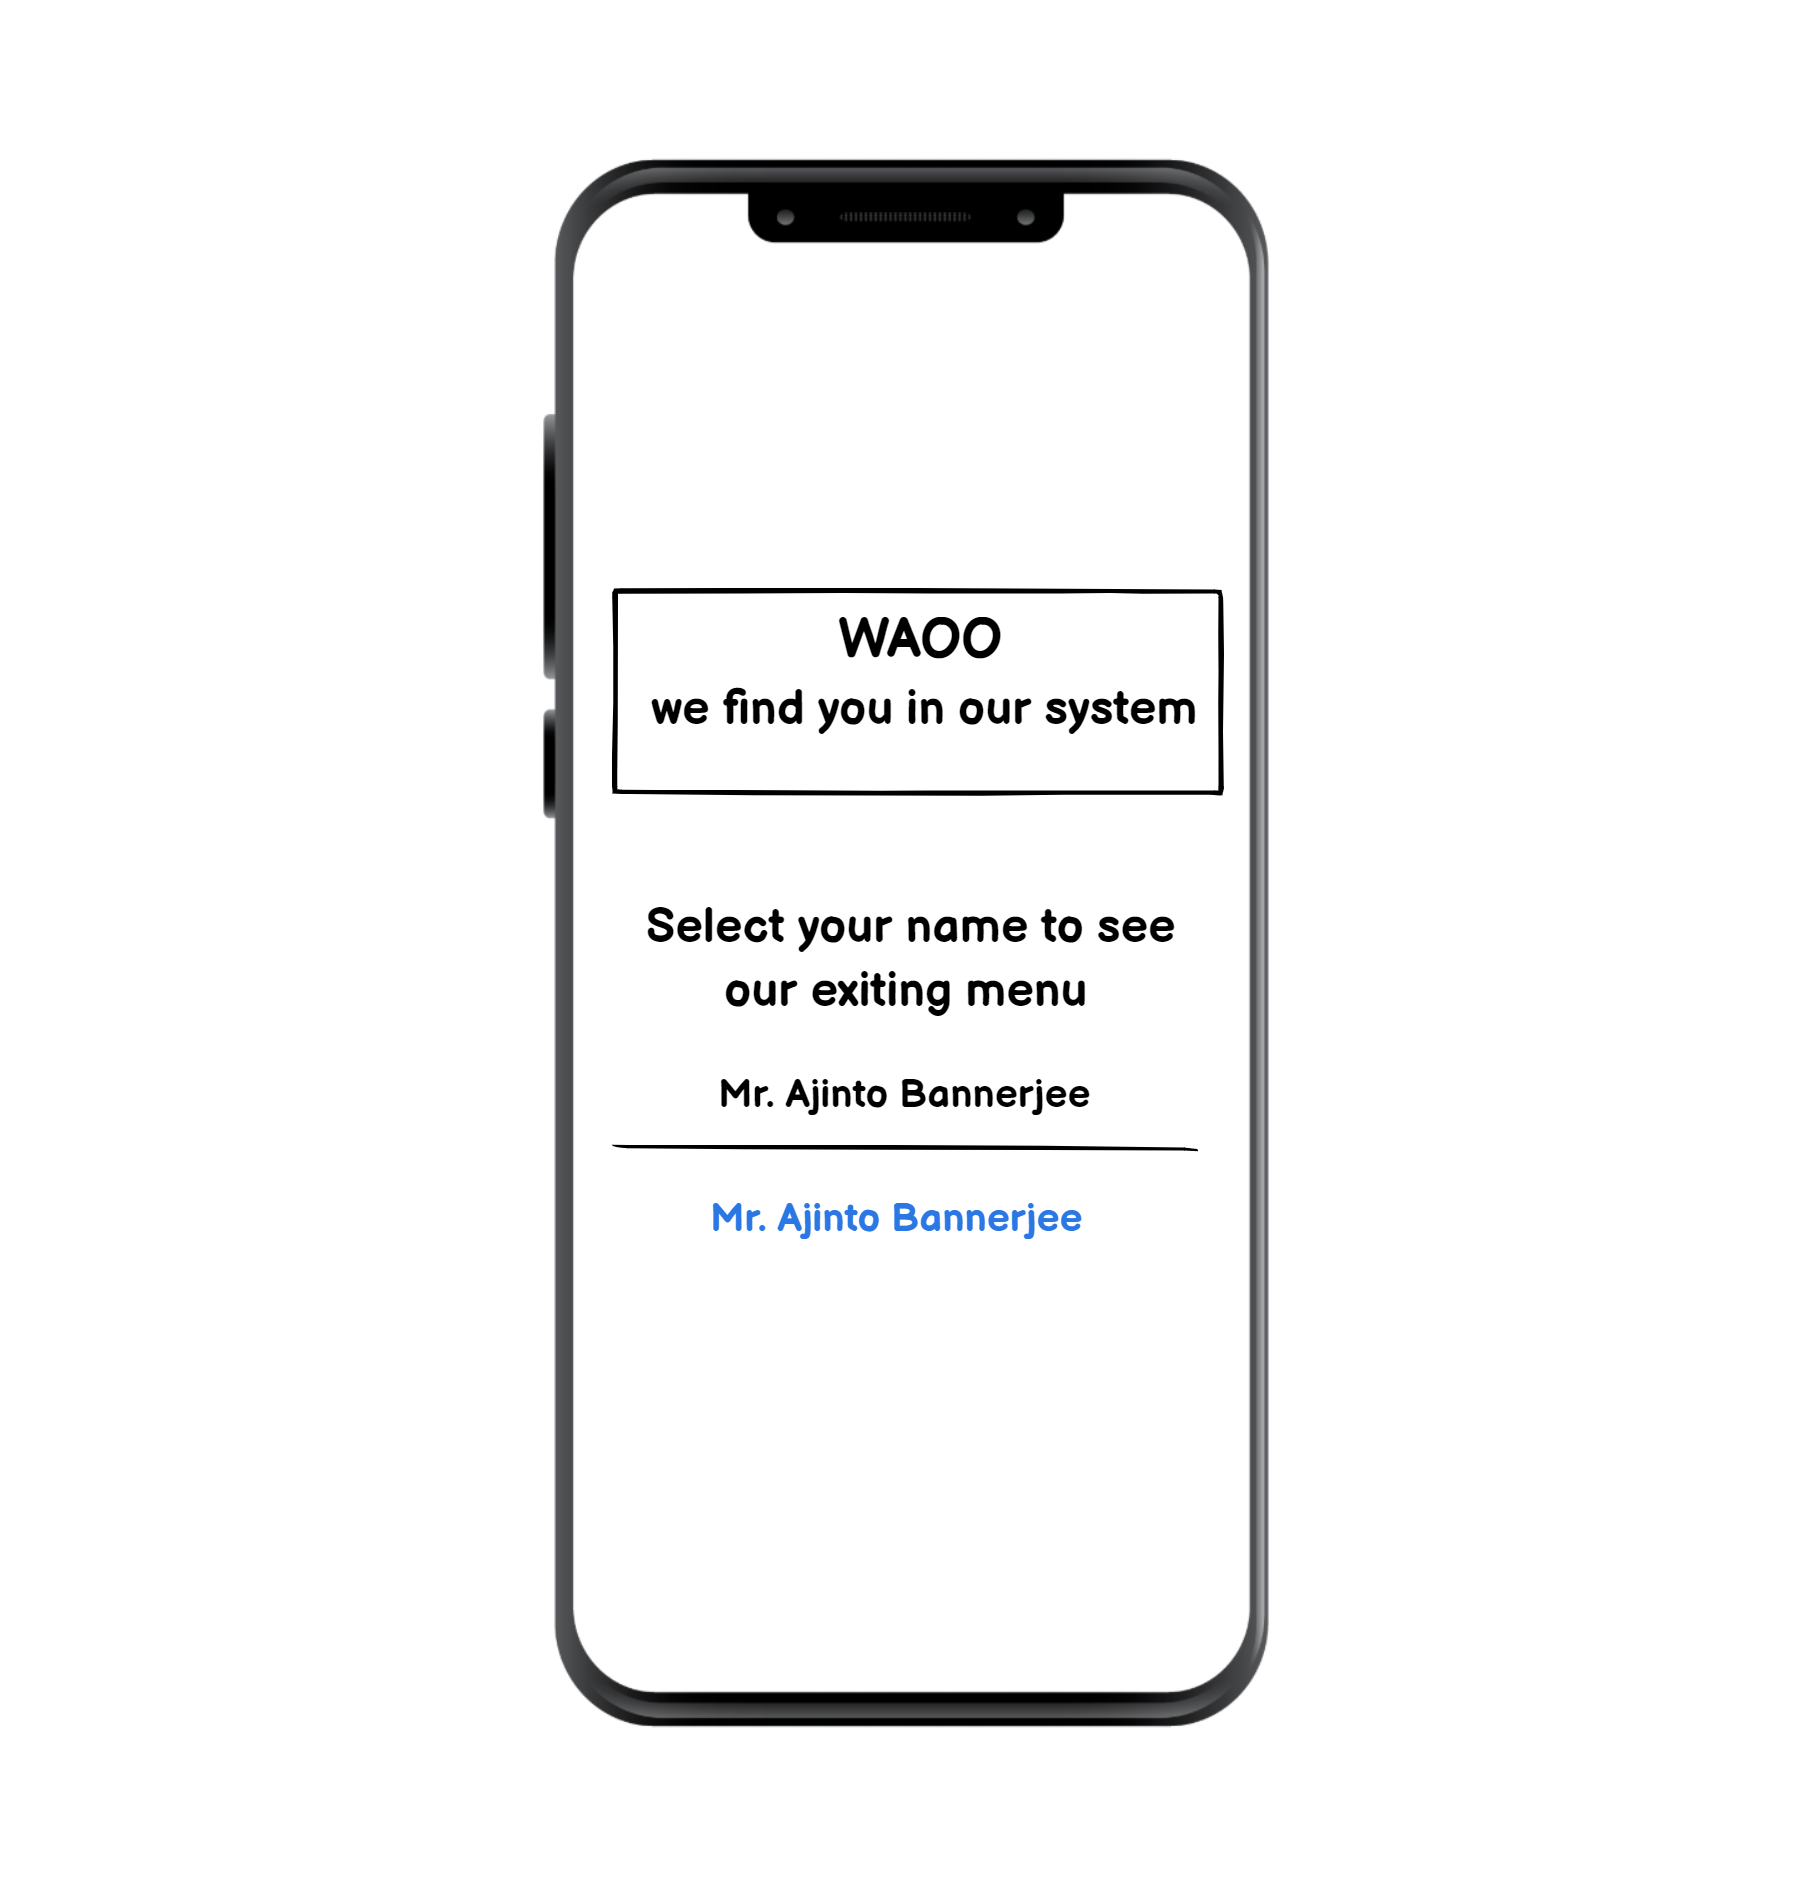 WAOO
we find you in our system
Select your name to see
our exiting menu
Mr. Ajinto Bannerjee
Mr. Ajinto Bannerjee